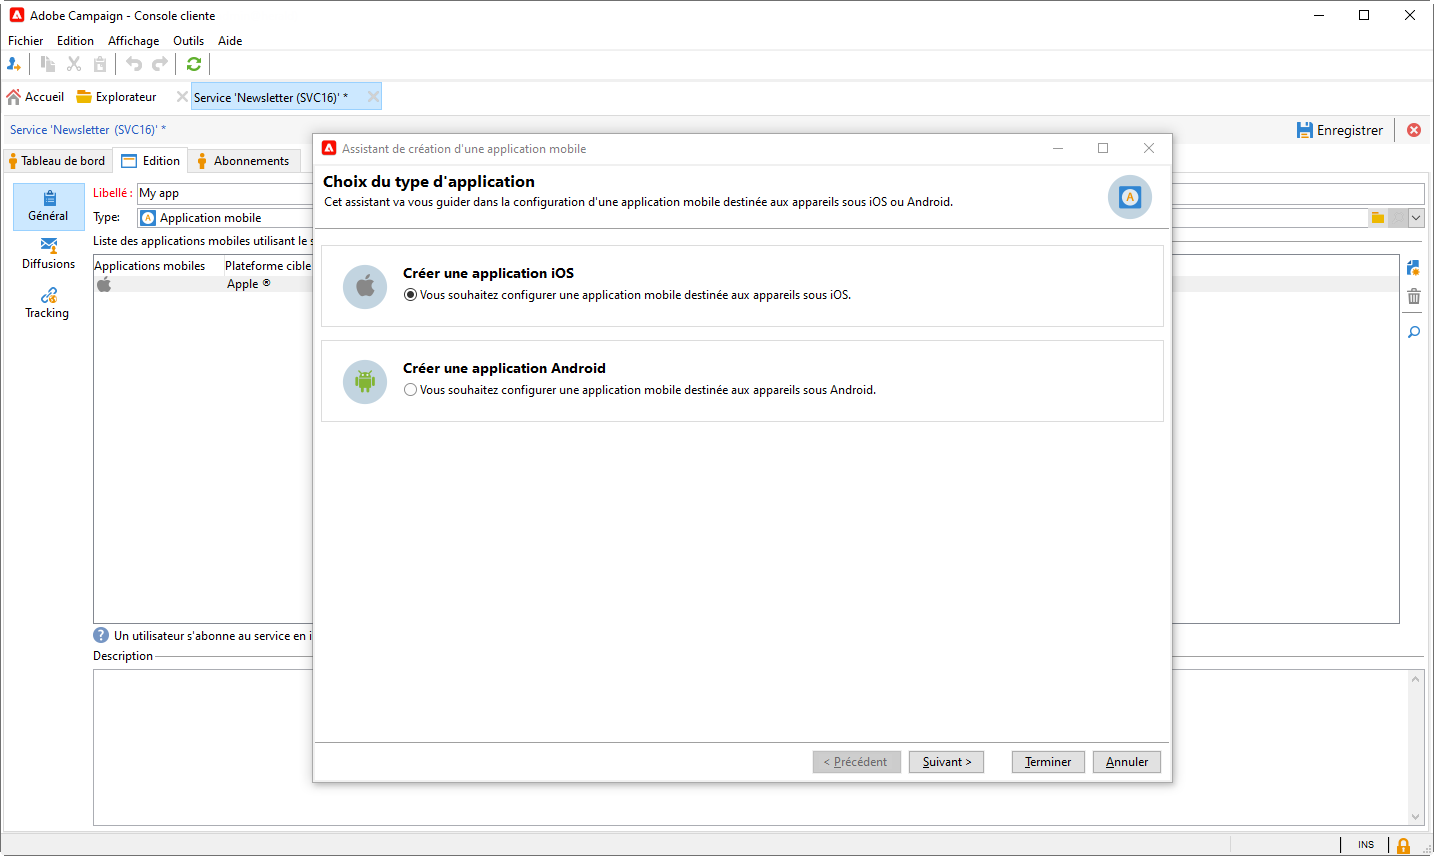 Adobe Campaign - Console cliente
Fichier Edition Affichage Outils Aide
Accueil Explorateur Service 'Newsletter (SVC16)' *
Service 'Newsletter (SVC16)' *
Enregistrer
Tableau de bord Edition Abonnements
Général
Diffusions
Tracking
Libellé : My app
Type: Application mobile
Liste des applications mobiles utilisant le
Applications mobiles Plateforme cible
Apple ®
Un utilisateur s'abonne au service en
Description
Assistant de création d'une application mobile
Choix du type d'application
Cet assistant va vous guider dans la configuration d'une application mobile destinée aux appareils sous iOS ou Android.
Créer une application iOS
Vous souhaitez configurer une application mobile destinée aux appareils sous iOS.
Créer une application Android
Vous souhaitez configurer une application mobile destinée aux appareils sous Android.
< Précédent Suivant > Terminer Annuler
INS